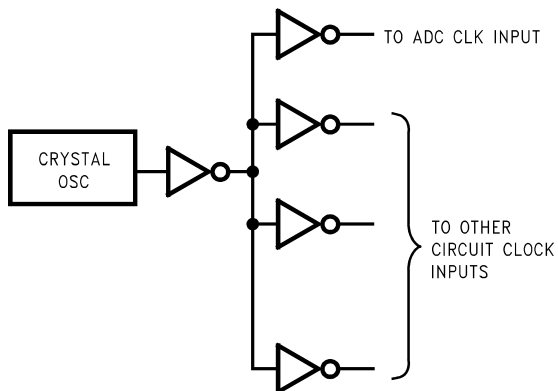 TO ADC CLK INPUT
CRYSTAL
OSC
TO OTHER
CIRCUIT CLOCK
INPUTS